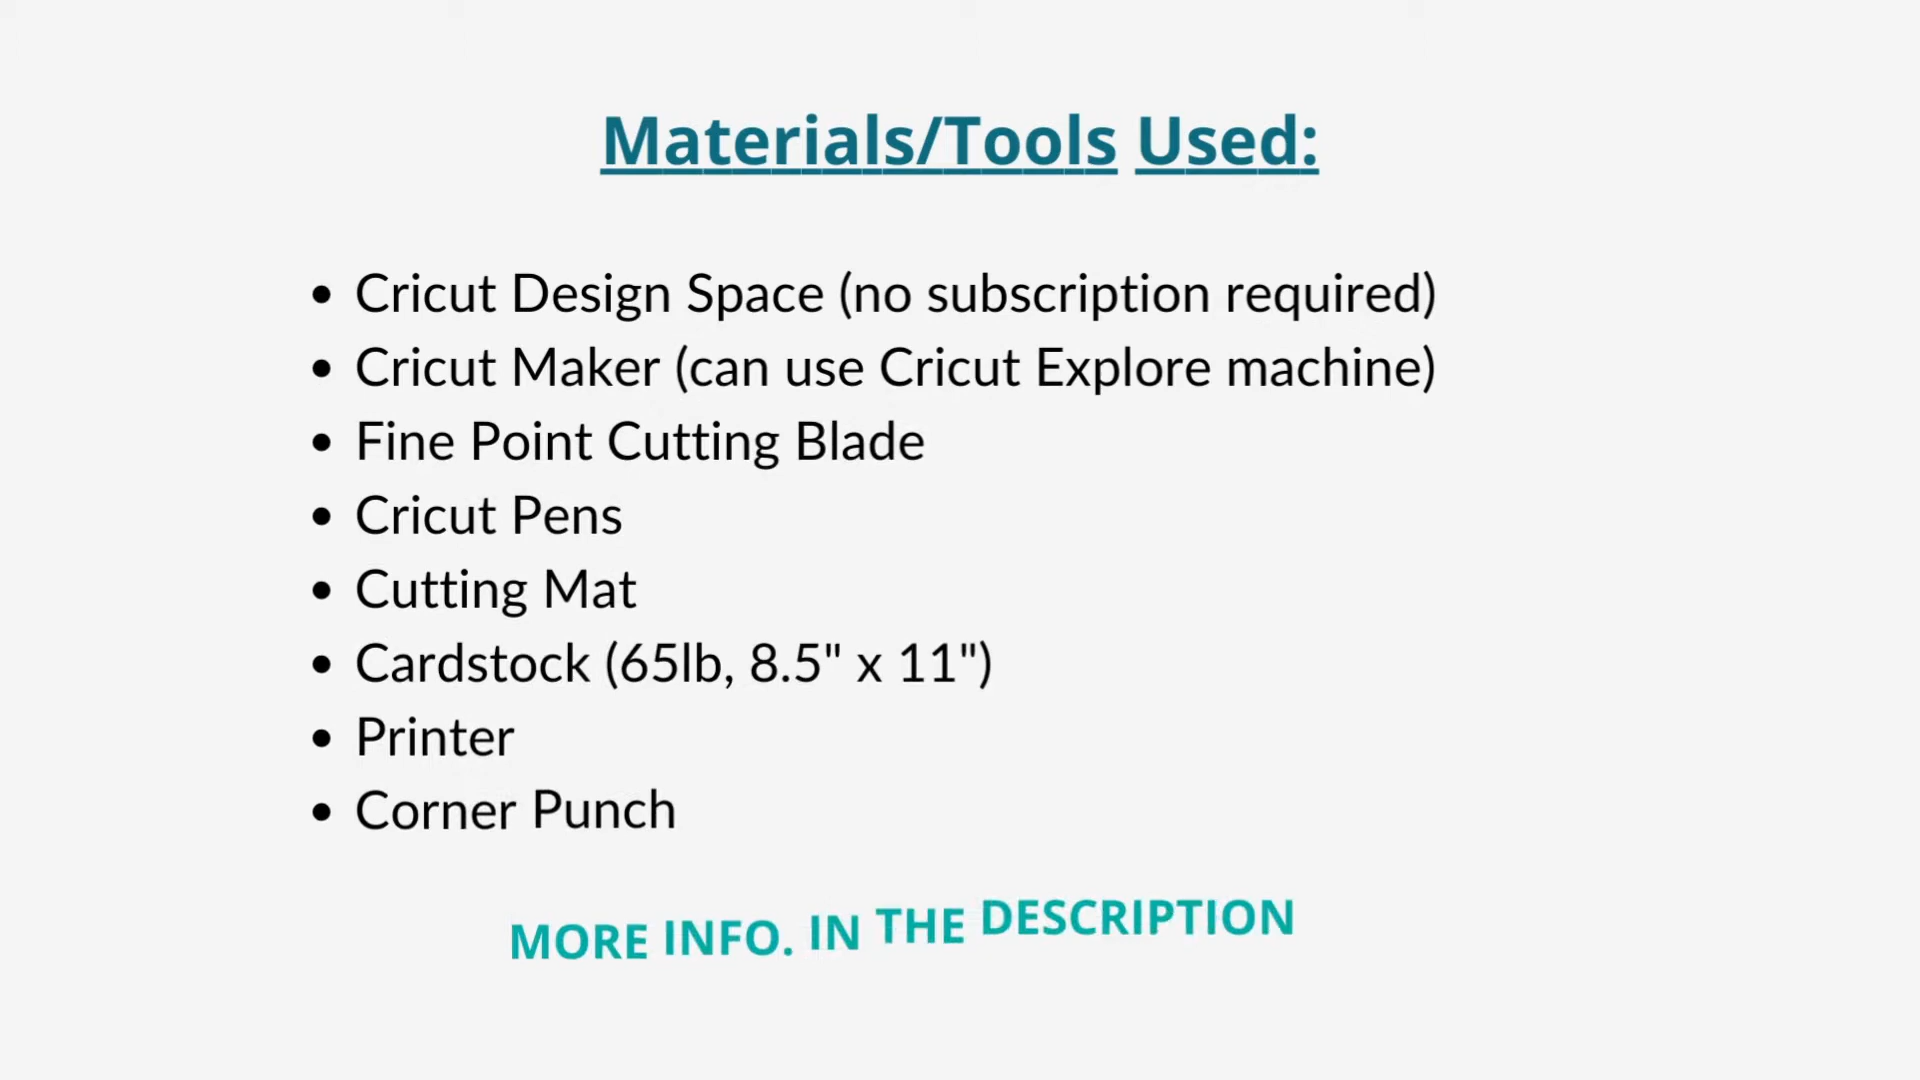 Materials/Tools Used:
• Cricut Design Space (no subscription required)
• Cricut Maker (can use Cricut Explore machine)
• Fine Point Cutting Blade
• Cricut Pens
• Cutting Mat
• Cardstock (65lb, 8.5" x 11")
• Printer
• Corner Punch
MORE INFO. IN THE DESCRIPTION